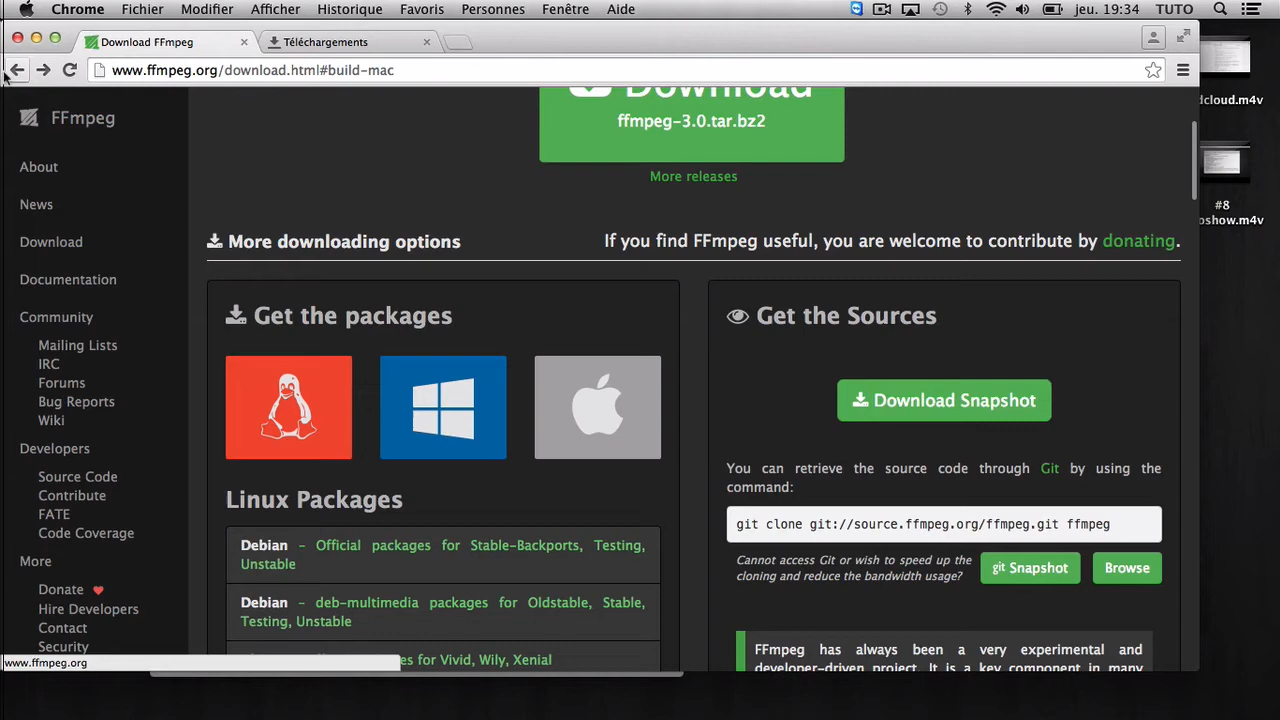 Chrome Fichier Modifier Afficher Historique Favoris Personnes Fenêtre Aide jeu. 19:34 TUTO
Download FFmpeg Téléchargements
www.ffmpeg.org/download.html#build-mac
dcloud.m4v
#8
oshow.m4v
FFmpeg
About
News
Download
Documentation
Community
Mailing Lists
IRC
Forums
Bug Reports
Wiki
Developers
Source Code
Contribute
FATE
Code Coverage
More
Donate
Hire Developers
Contact
Security
www.ffmpeg.org
Download
ffmpeg-3.0.tar.bz2
More releases
More downloading options
If you find FFmpeg useful, you are welcome to contribute by donating.
Get the packages
Linux Packages
Debian – Official packages for Stable-Backports, Testing,
Unstable
Debian – deb-multimedia packages for Oldstable, Stable,
Testing, Unstable
es for Vivid, Wily, Xenial
Get the Sources
Download Snapshot
You can retrieve the source code through Git by using the
command:
git clone git://source.ffmpeg.org/ffmpeg.git ffmpeg
Cannot access Git or wish to speed up the
cloning and reduce the bandwidth usage?
git Snapshot Browse
FFmpeg has always been a very experimental and
developer-driven project. It is a key component in many